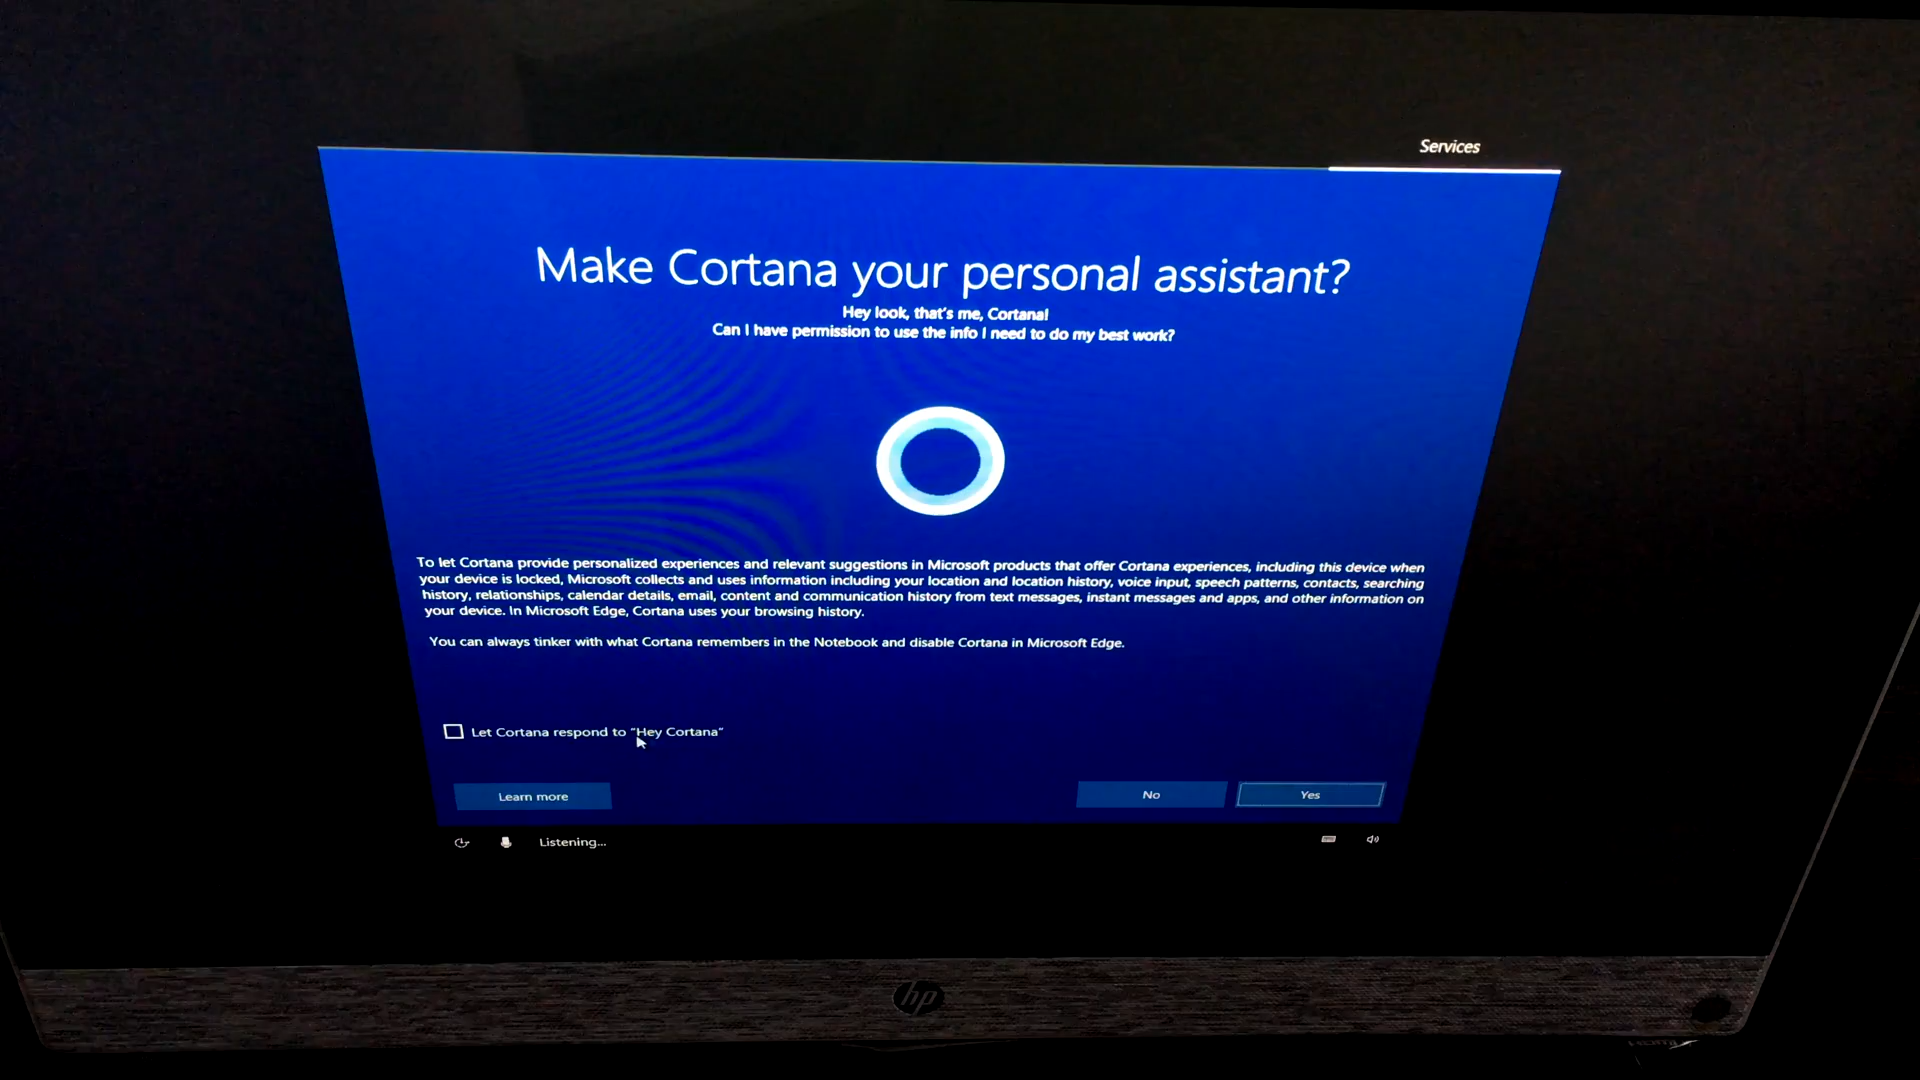 Services
Make Cortana your personal assistant?
Hey look, that's me, Cortana!
Can I have permission to use the info I need to do my best work?
To let Cortana provide personalized experiences and relevant suggestions in Microsoft products that offer Cortana experiences, including this device when
your device is locked, Microsoft collects and uses information including your location and location history, voice input, speech patterns, contacts, searching
history, relationships, calendar details, email, content and communication history from text messages, instant messages and apps, and other information on
your device. In Microsoft Edge, Cortana uses your browsing history.
You can always tinker with what Cortana remembers in the Notebook and disable Cortana in Microsoft Edge.
Let Cortana respond to "Hey Cortana"
Learn more
No
Yes
Listening...
hp